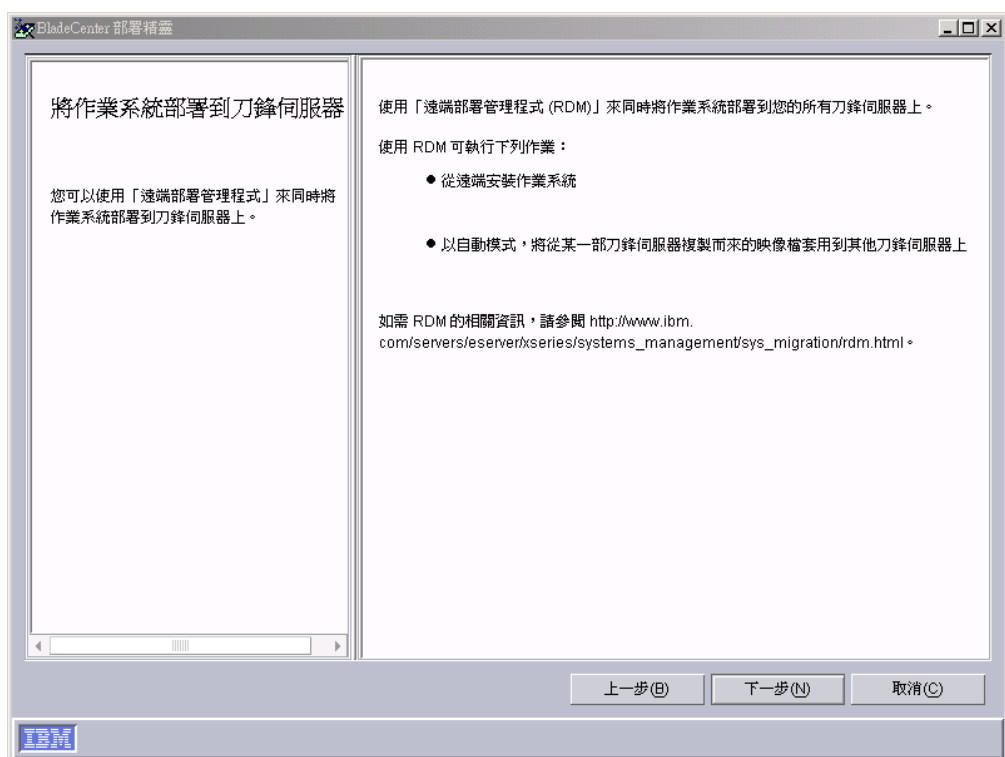 BladeCenter 部署精靈
將作業系統部署到刀鋒伺服器
您可以使用「遠端部署管理程式」來同時將
作業系統部署到刀鋒伺服器上。
使用「遠端部署管理程式 (RDM)」來同時將作業系統部署到您的所有刀鋒伺服器上。
使用 RDM 可執行下列作業：
● 從遠端安裝作業系統
● 以自動模式，將從某一部刀鋒伺服器複製而來的映像檔套用到其他刀鋒伺服器上
如需 RDM 的相關資訊，請參閱 http://www.ibm.
com/servers/eserver/xseries/systems_management/sys_migration/rdm.html。
上一步(B)
下一步(N)
取消(C)
IBM